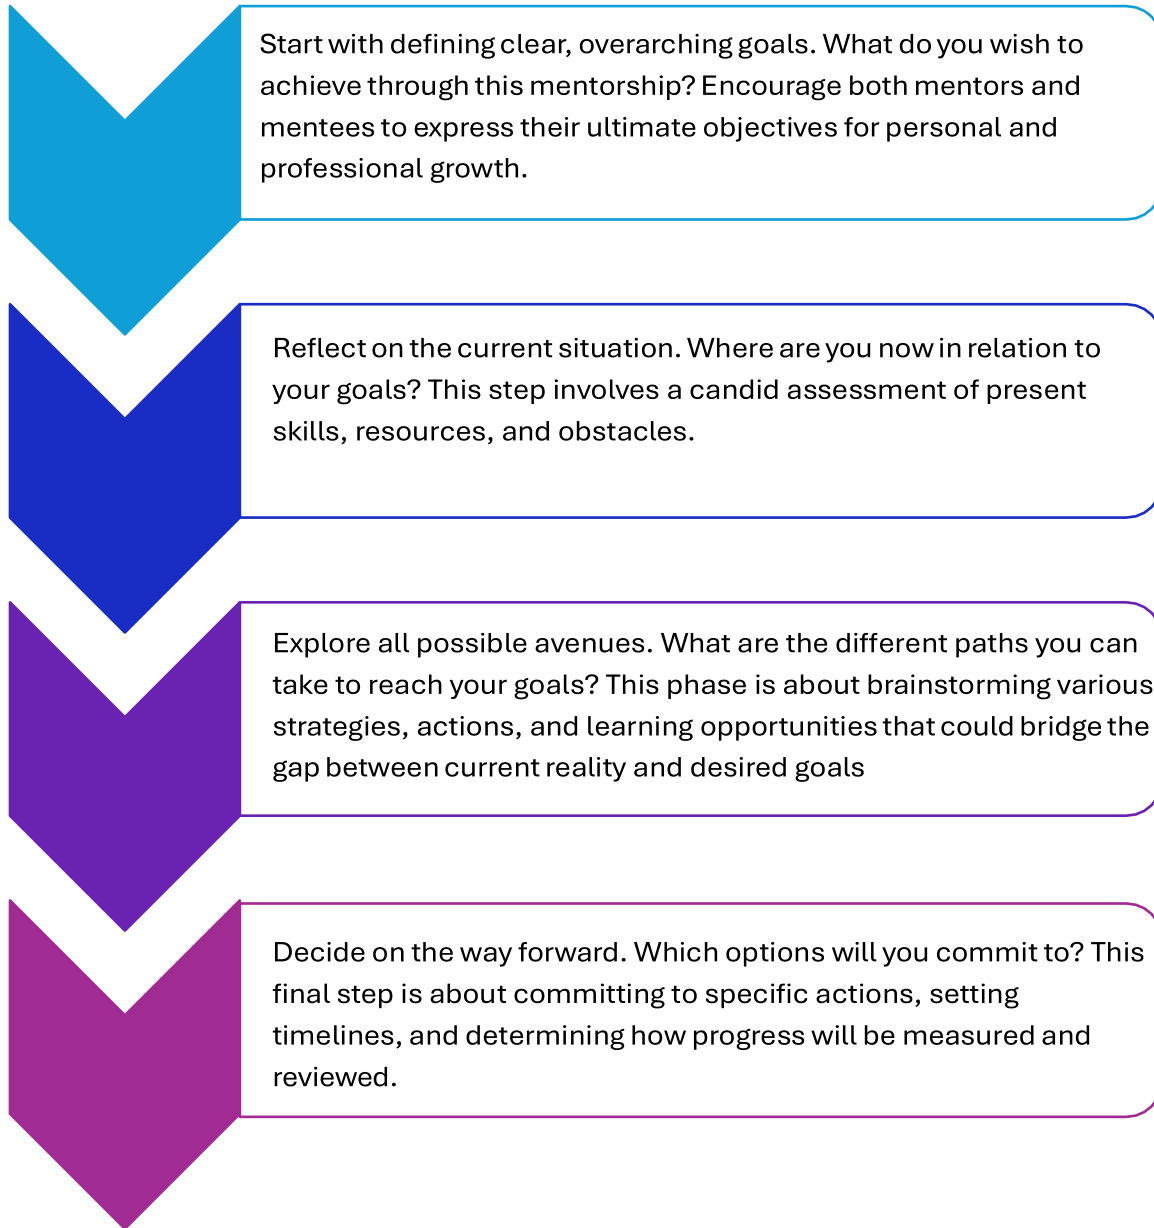 Start with defining clear, overarching goals. What do you wish to
achieve through this mentorship? Encourage both mentors and
mentees to express their ultimate objectives for personal and
professional growth.
Reflect on the current situation. Where are you now in relation to
your goals? This step involves a candid assessment of present
skills, resources, and obstacles.
Explore all possible avenues. What are the different paths you can
take to reach your goals? This phase is about brainstorming various
strategies, actions, and learning opportunities that could bridge the
gap between current reality and desired goals
Decide on the way forward. Which options will you commit to? This
final step is about committing to specific actions, setting
timelines, and determining how progress will be measured and
reviewed.